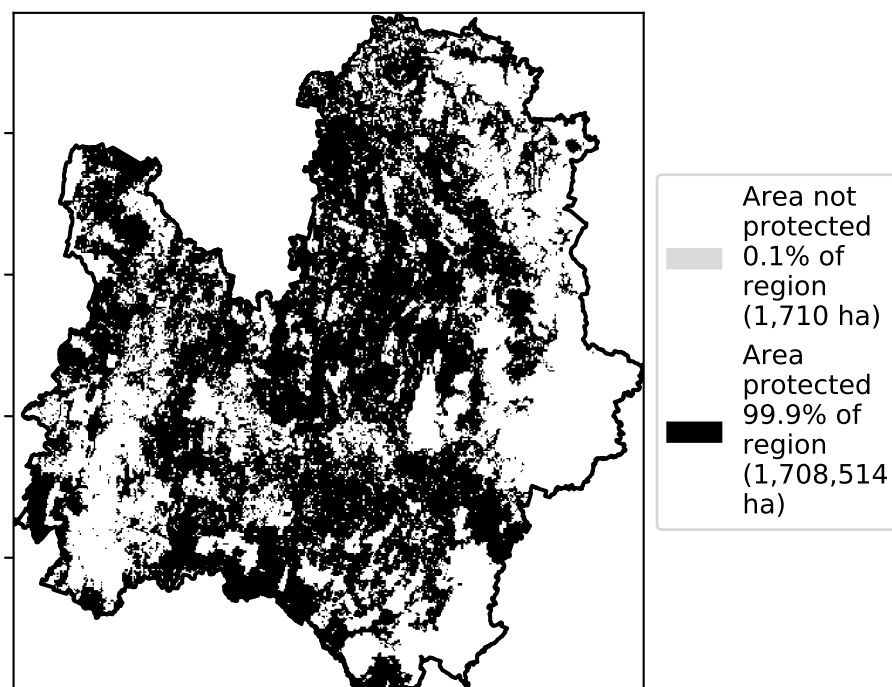 Area not
protected
0.1% of
region
(1,710 ha)
Area
protected
99.9% of
region
(1,708,514
ha)